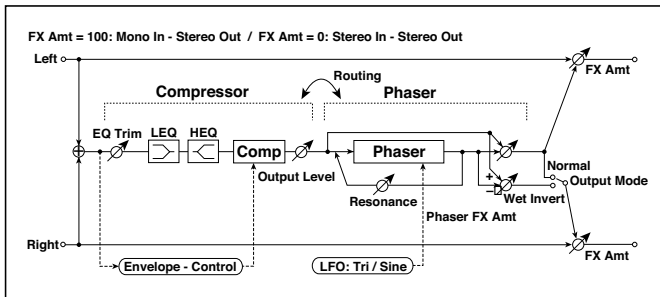 FX Amt = 100: Mono In - Stereo Out / FX Amt = 0: Stereo In - Stereo Out
Left
FX Amt
Routing
Compressor
Phaser
EQ Trim
LEQ
HEQ
Comp
Phaser
Output Level
Normal
Output Mode
+
−
Wet Invert
Resonance
Phaser FX Amt
Right
FX Amt
Envelope - Control
LFO: Tri / Sine